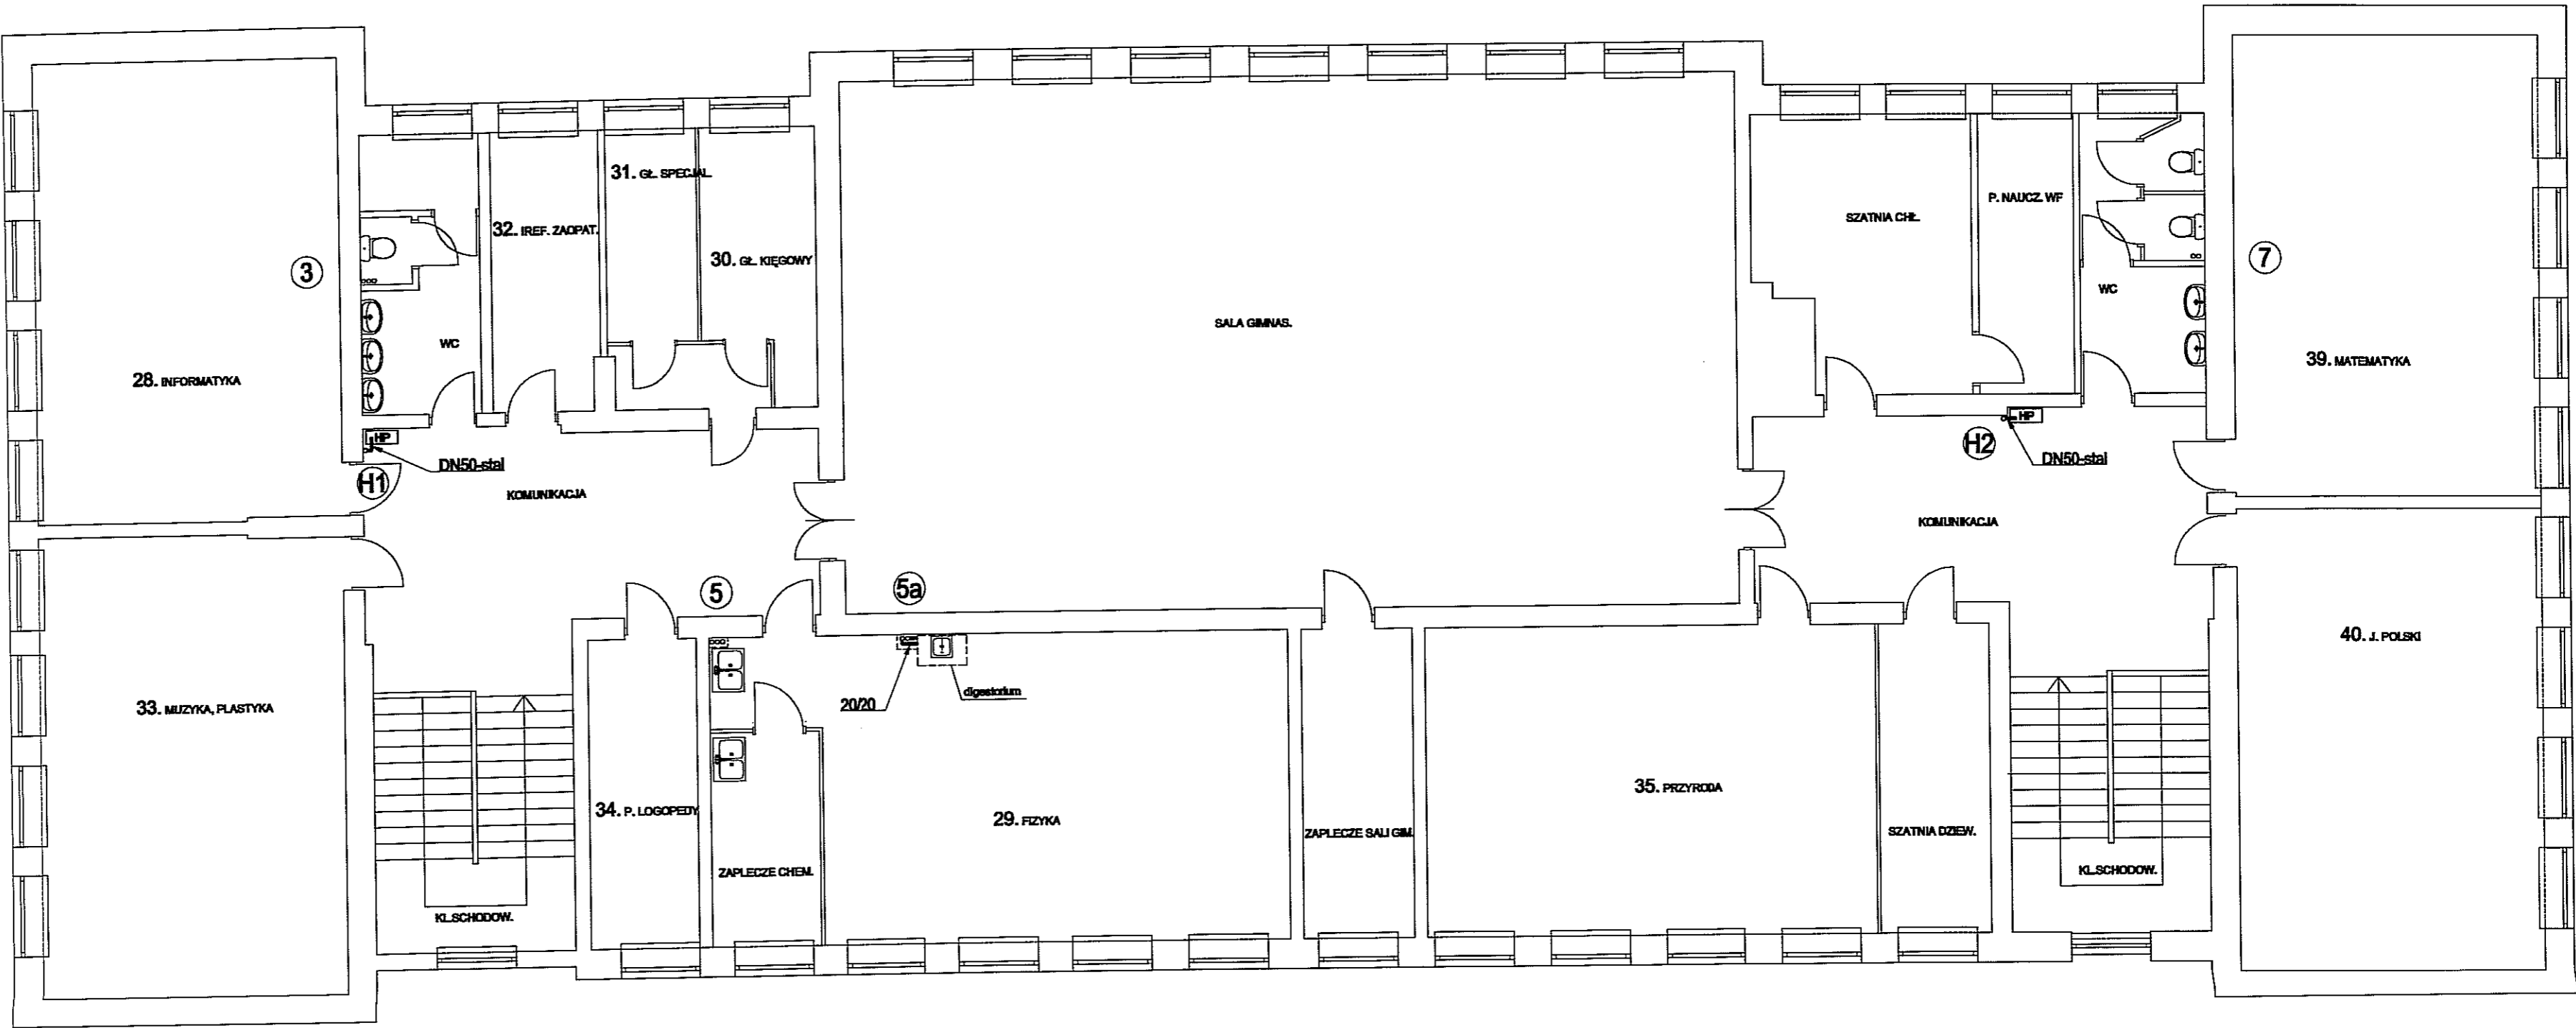 31. GŁ. SPECJAL.
P. NAUCZ. WF
SZATNIA CHŁ.
32. IREF. ZAOPAT.
30. GŁ. KIĘGOWY
3
7
WC
SALA GIMNAS.
WC
28. INFORMATYKA
39. MATEMATYKA
HP
HP
H1
DN50-stal
H2
DN50-stal
KOMUNIKACJA
KOMUNIKACJA
5
5a
40. J. POLSKI
33. MUZYKA, PLASTYKA
20/20
digestorium
34. P. LOGOPEDY
29. FIZYKA
35. PRZYRODA
ZAPLECZE SALI GIM.
SZATNIA DZIEW.
ZAPLECZE CHEM.
KL.SCHODOW.
KL.SCHODOW.